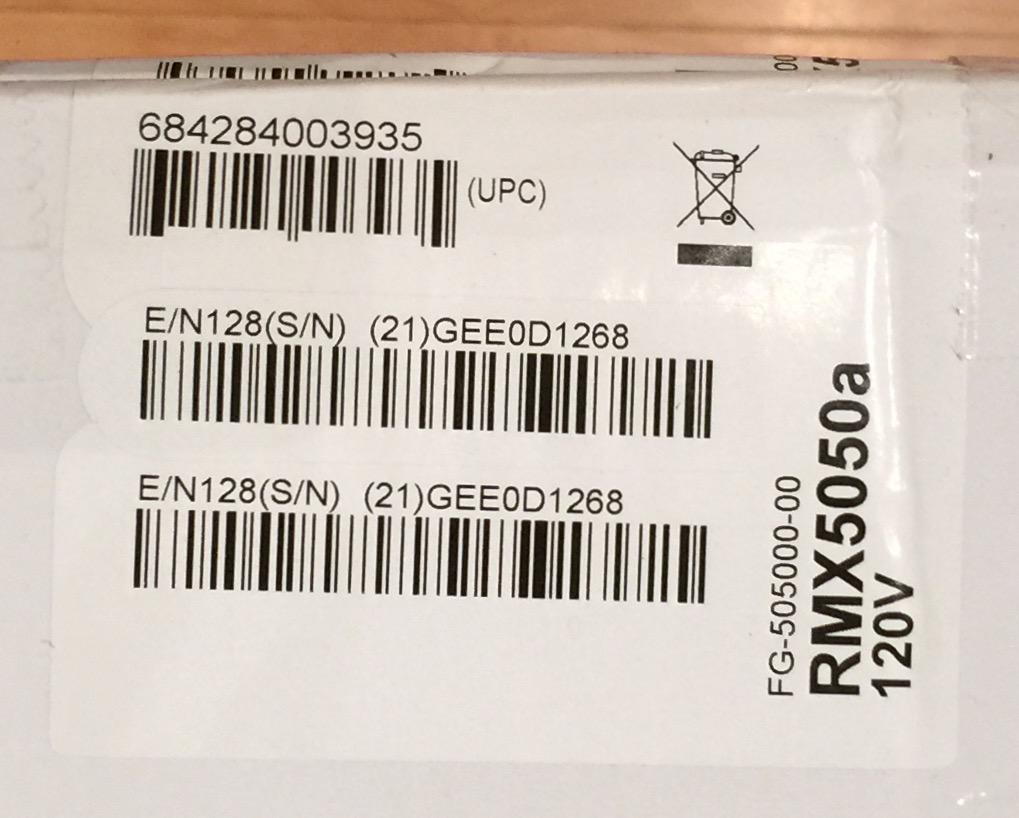 684284003935
(UPC)
E/N128(S/N) (21)GEE0D1268
E/N128(S/N) (21)GEE0D1268
FG-505000-00
RMX5050a
120V